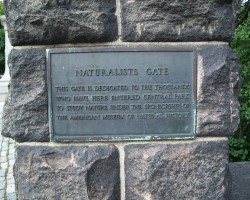 NATURALISTS GATE
THIS GATE IS DEDICATED TO THE THOUSANDS
WHO HAVE HERE ENTERED CENTRAL PARK
TO STUDY NATURE UNDER THE SPONSORSHIP OF
THE AMERICAN MUSEUM OF NATURAL HISTORY